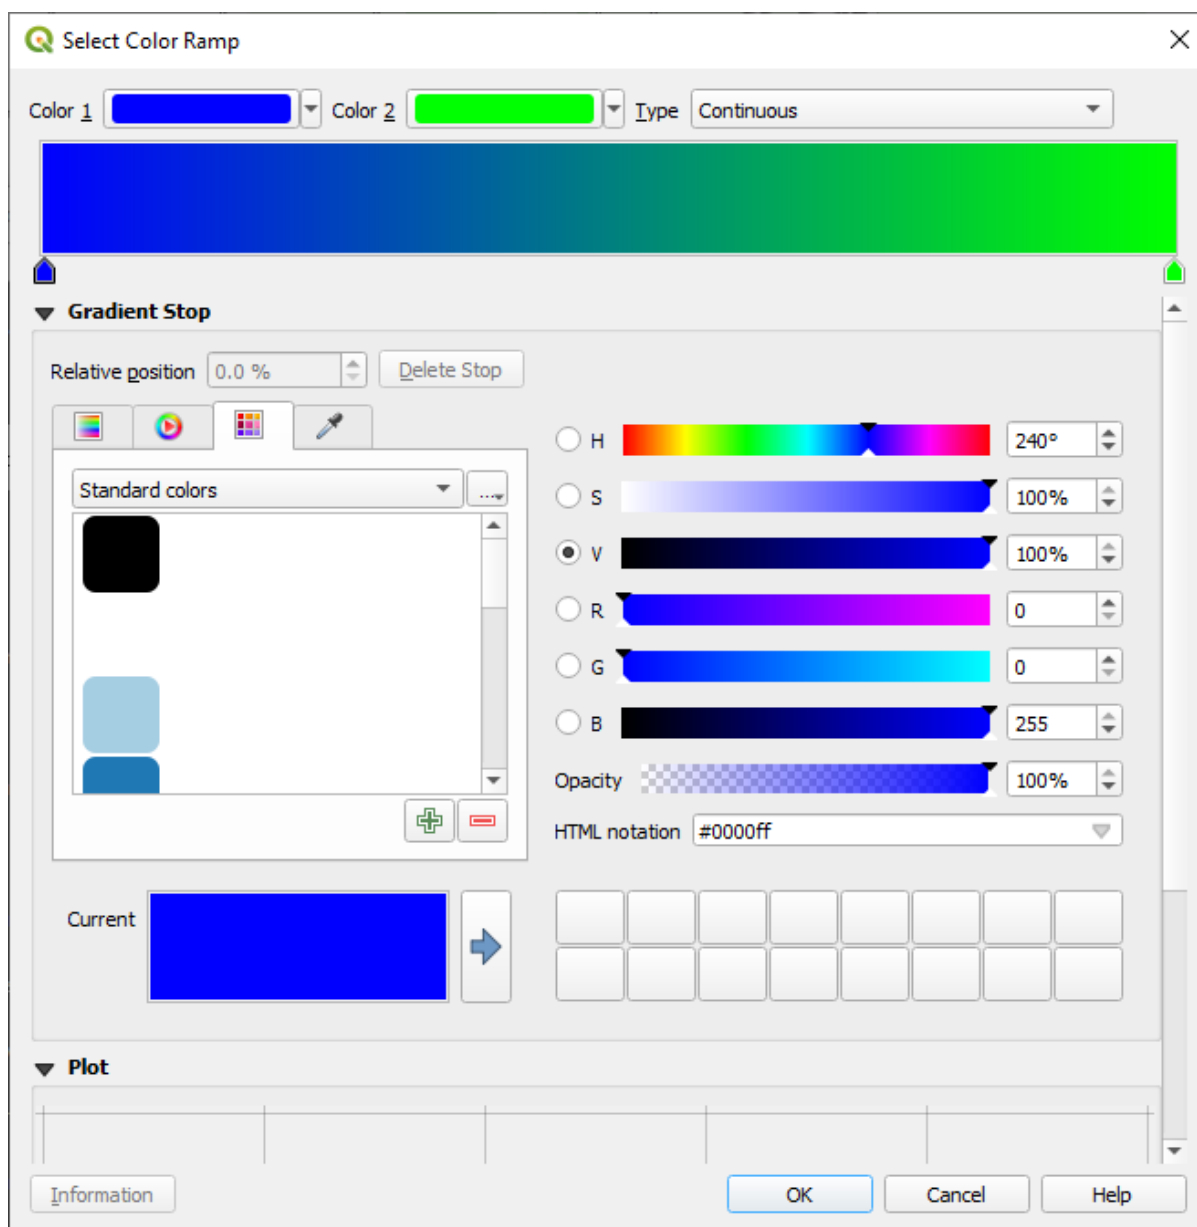 Select Color Ramp
Color 1 Color 2 Type Continuous
Gradient Stop
Relative position 0.0 % Delete Stop
H 240°
Standard colors ...
S 100%
V 100%
R 0
G 0
B 255
Opacity 100%
HTML notation #0000ff
Current
Plot
Information OK Cancel Help